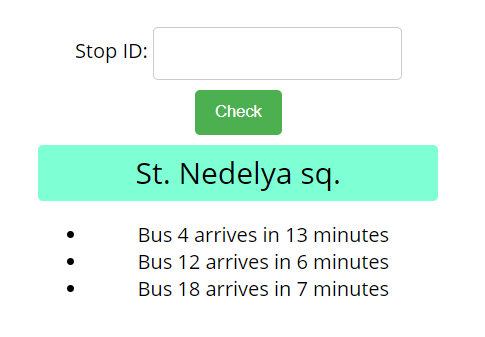 Stop ID:
Check
St. Nedelya sq.
Bus 4 arrives in 13 minutes
Bus 12 arrives in 6 minutes
Bus 18 arrives in 7 minutes